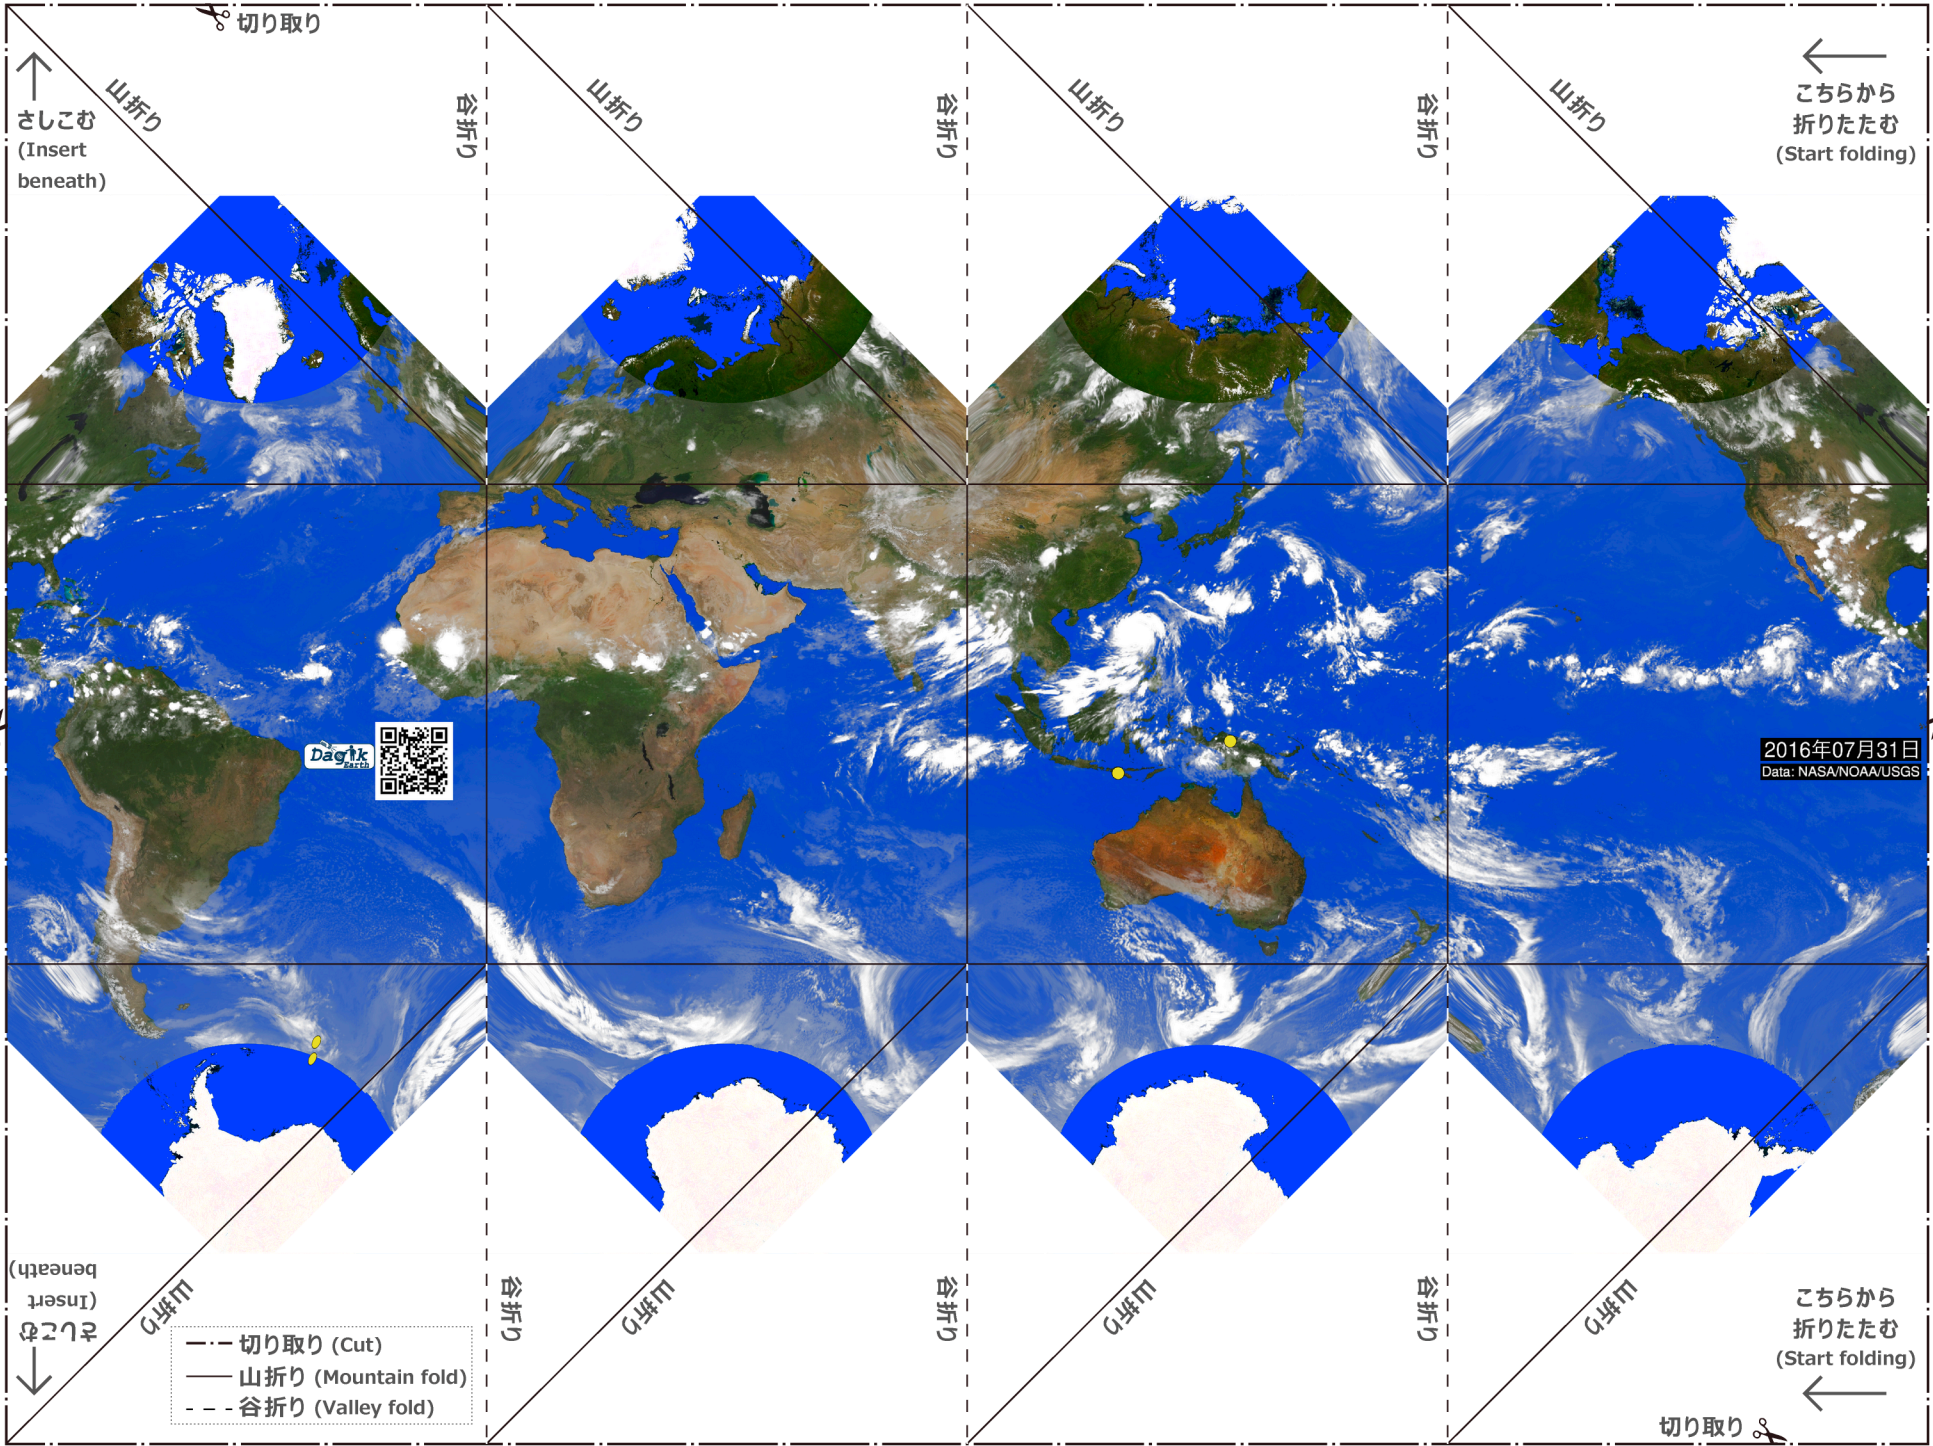 切り取り
山折り
谷折り
山折り
谷折り
山折り
谷折り
山折り
さしこむ
(Insert
beneath)
こちらから
折りたたむ
(Start folding)
Dagik
Earth
2016年07月31日
Data: NASA/NOAA/USGS
さしこむ
(Insert
beneath)
山折り
谷折り
山折り
谷折り
山折り
谷折り
山折り
こちらから
折りたたむ
(Start folding)
切り取り (Cut)
山折り (Mountain fold)
谷折り (Valley fold)
切り取り